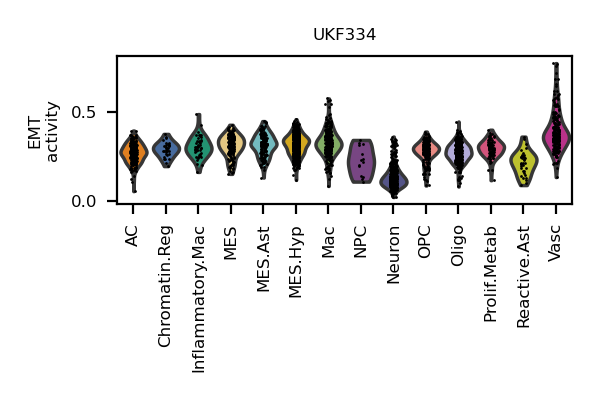 UKF334
EMT
activity
0.5
0.0
AC
Chromatin.Reg
Inflammatory.Mac
MES
MES.Ast
MES.Hyp
Mac
NPC
Neuron
OPC
Oligo
Prolif.Metab
Reactive.Ast
Vasc